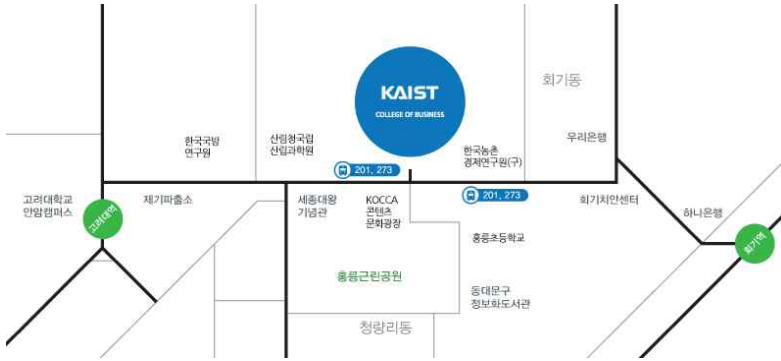 KAIST
COLLEGE OF BUSINESS
회기동
우리은행
한국국방
연구원
산림청국립
산림과학원
한국농촌
경제연구원(구)
201, 273
201, 273
고려대학교
안암캠퍼스
고려대역
제기파출소
세종대왕
기념관
KOCCA
콘텐츠
문화광장
회기치안센터
하나은행
회기역
홍릉초등학교
홍릉근린공원
동대문구
정보화도서관
청량리동